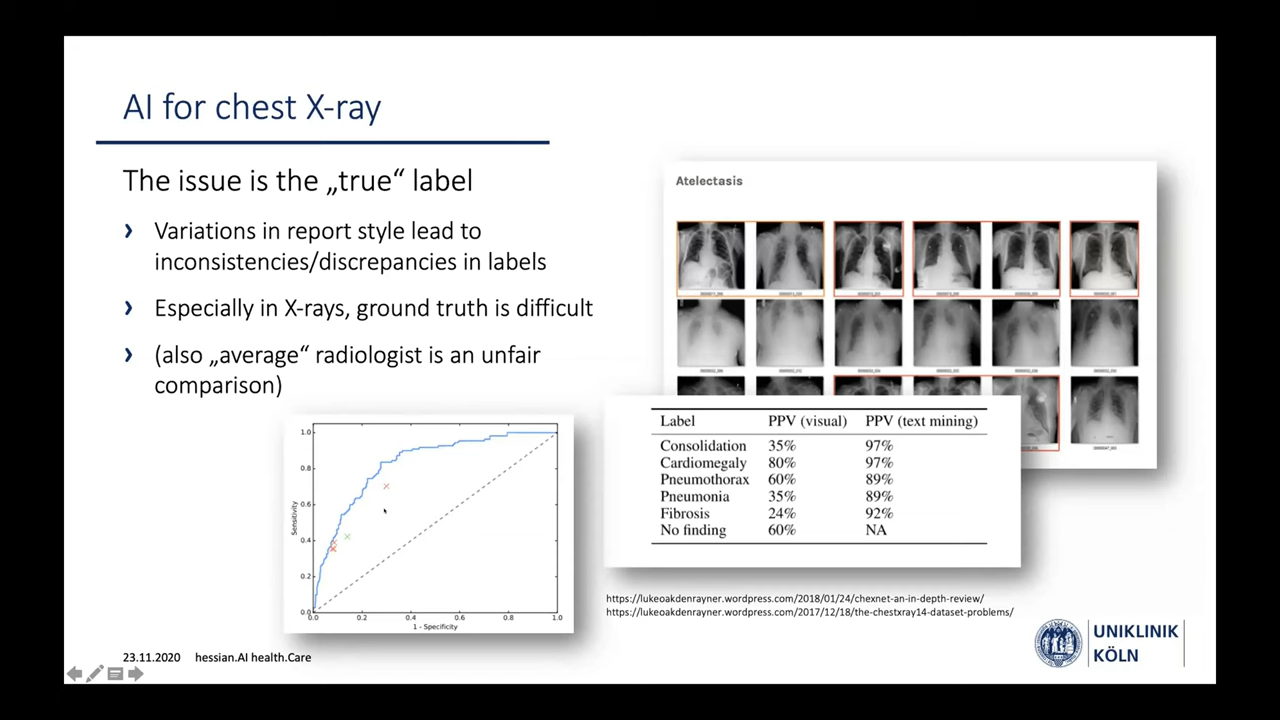 AI for chest X-ray
The issue is the „true“ label
› Variations in report style lead to
inconsistencies/discrepancies in labels
› Especially in X-rays, ground truth is difficult
› (also „average“ radiologist is an unfair
comparison)
Atelectasis
Label PPV (visual) PPV (text mining)
Consolidation 35% 97%
Cardiomegaly 80% 97%
Pneumothorax 60% 89%
Pneumonia 35% 89%
Fibrosis 24% 92%
No finding 60% NA
1.0
0.8
0.6
0.4
0.2
0.0
Sensitivity
0.0 0.2 0.4 0.6 0.8 1.0
1 - Specificity
https://lukeoakdenrayner.wordpress.com/2018/01/24/chexnet-an-in-depth-review/
https://lukeoakdenrayner.wordpress.com/2017/12/18/the-chestxray14-dataset-problems/
23.11.2020 hessian.AI health.Care
UNIKLINIK
KÖLN